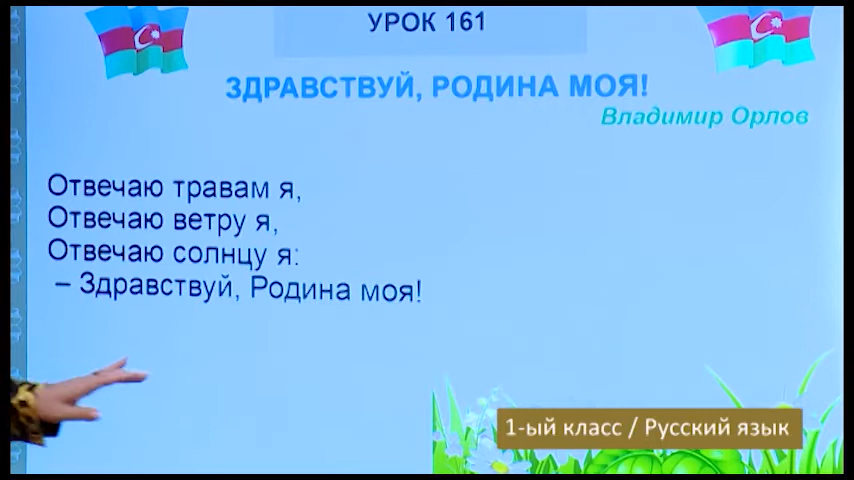 УРОК 161
ЗДРАВСТВУЙ, РОДИНА МОЯ!
Владимир Орлов
Отвечаю травам я,
Отвечаю ветру я,
Отвечаю солнцу я:
– Здравствуй, Родина моя!
1-ый класс / Русский язык